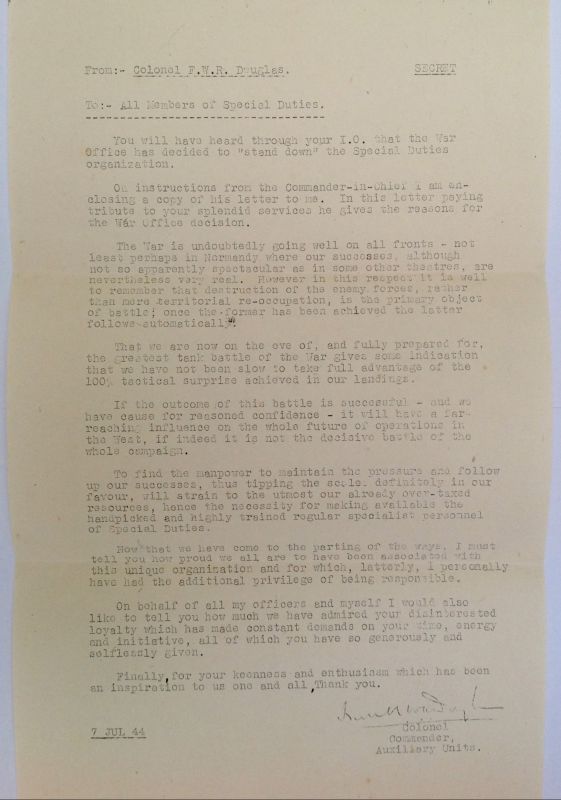 From:- Colonel F.W.R. Douglas.
SECRET
To:- All Members of Special Duties.
You will have heard through your I.O. that the War
Office has decided to "stand down" the Special Duties
organization.
On instructions from the Commander-in-Chief I am en-
closing a copy of his letter to me. In this letter paying
tribute to your splendid services he gives the reasons for
the War Office decision.
The War is undoubtedly going well on all fronts - not
least perhaps in Normandy where our successes, although
not so apparently spectacular as in some other theatres, are
nevertheless very real. However in this respect it is well
to remember that destruction of the enemy forces, rather
than mere territorial re-occupation, is the primary object
of battle; once the former has been achieved the latter
follows automatically.
That we are now on the eve of, and fully prepared for,
the greatest tank battle of the War gives some indication
that we have not been slow to take full advantage of the
100% tactical surprise achieved in our landings.
If the outcome of this battle is successful - and we
have cause for reasoned confidence - it will have a far-
reaching influence on the whole future of operations in
the West, if indeed it is not the decisive battle of the
whole campaign.
To find the manpower to maintain the pressure and follow
up our successes, thus tipping the scale definitely in our
favour, will strain to the utmost our already over-taxed
resources, hence the necessity for making available the
handpicked and highly trained regular specialist personnel
of Special Duties.
Now that we have come to the parting of the ways, I must
tell you how proud we all are to have been associated with
this unique organization and for which, latterly, I personally
have had the additional privilege of being responsible.
On behalf of all my officers and myself I would also
like to tell you how much we have admired your disinterested
loyalty which has made constant demands on your time, energy
and initiative, all of which you have so generously and
selflessly given.
Finally, for your keenness and enthusiasm which has been
an inspiration to us one and all, Thank you.
7 JUL 44
Colonel
Commander,
Auxiliary Units.